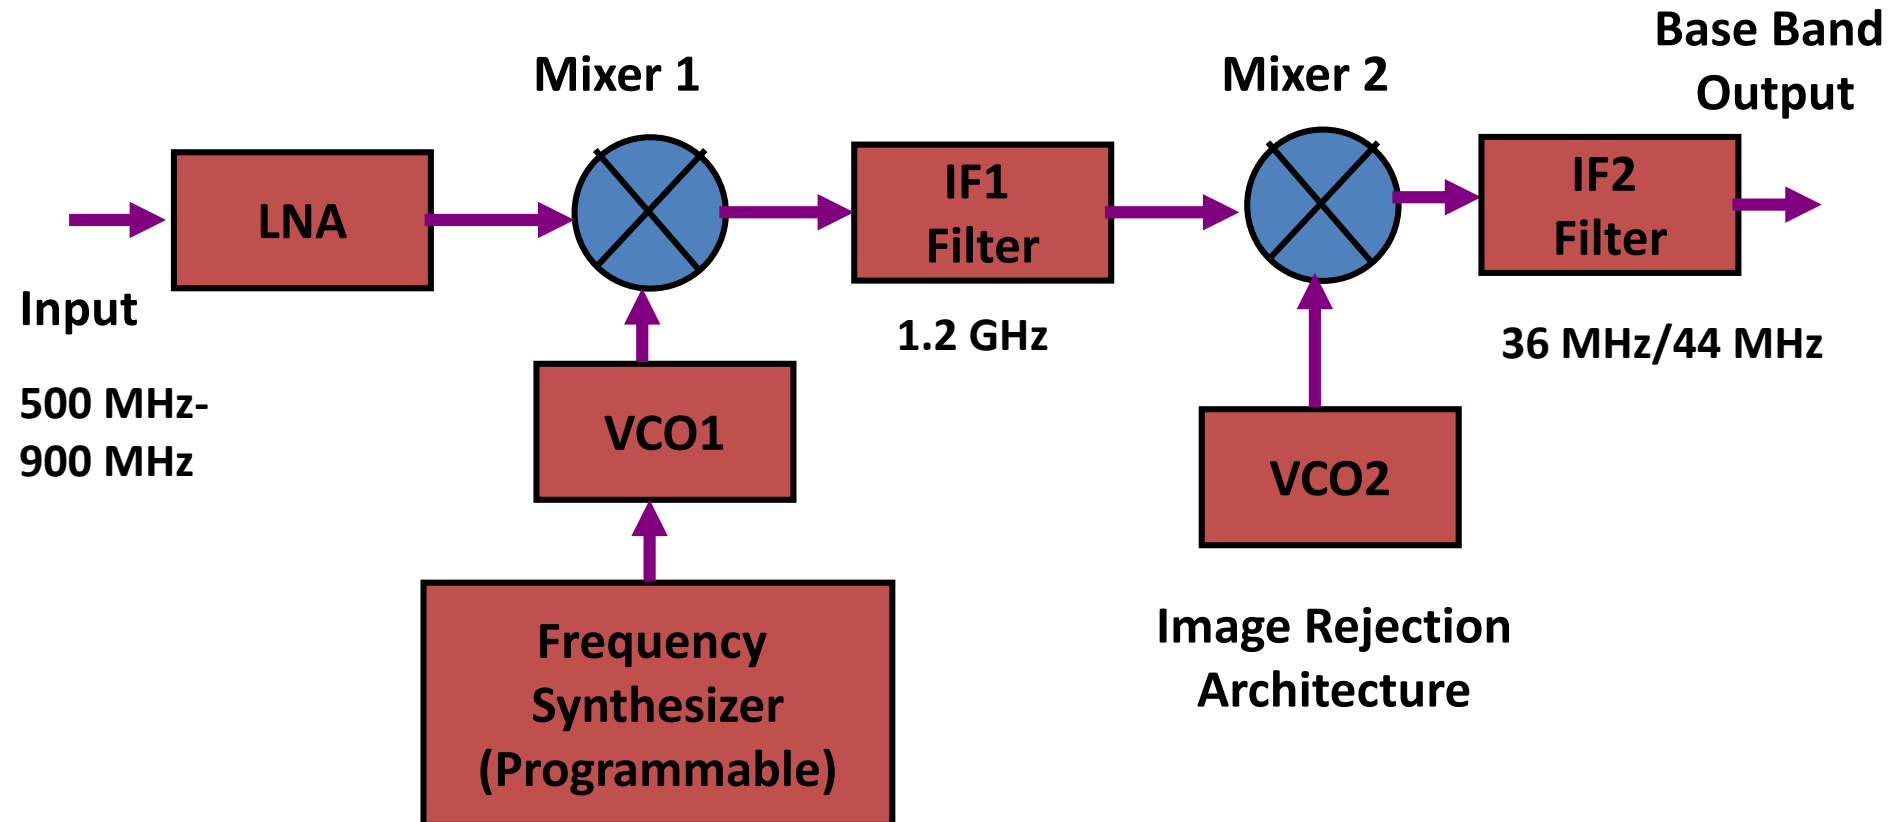 Base Band
Output
Mixer 1
Mixer 2
LNA
IF1
Filter
IF2
Filter
Input
1.2 GHz
36 MHz/44 MHz
500 MHz-
900 MHz
VCO1
VCO2
Frequency
Synthesizer
(Programmable)
Image Rejection
Architecture